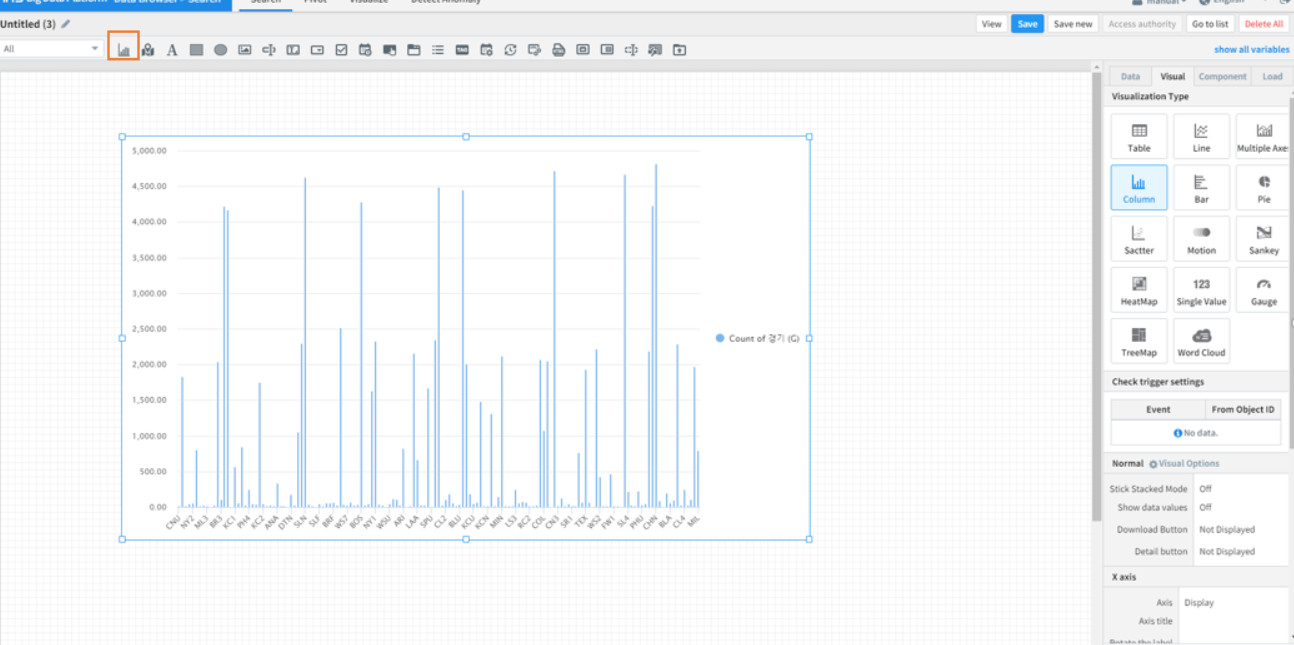 Search Pivot Visualize Detect Anomaly
manual English
Untitled (3)
View Save Save new Access authority Go to list Delete All
All
show all variables
Data Visual Component Load
Visualization Type
Table Line Multiple Axe
Column Bar Pie
Sactter Motion Sankey
HeatMap 123 Single Value Gauge
TreeMap Word Cloud
Check trigger settings
Event From Object ID
No data.
Normal Visual Options
Stick Stacked Mode Off
Show data values Off
Download Button Not Displayed
Detail button Not Displayed
X axis
Axis Display
Axis title
Rotate the label
5,000.00
4,500.00
4,000.00
3,500.00
3,000.00
2,500.00
2,000.00
1,500.00
1,000.00
500.00
0.00
Count of 경기 (G)
CNU NY2 ML3 BR3 KC1 PH4 KC2 ANA DTN SLN SLF BRF WS7 BOS NY1 WSU ARI LAA SPU CL2 BLU KCU KCN MIN LS3 RC2 COL CN3 SR1 TEX WS2 FW1 SL4 PHU CHN BLA CL4 MIL